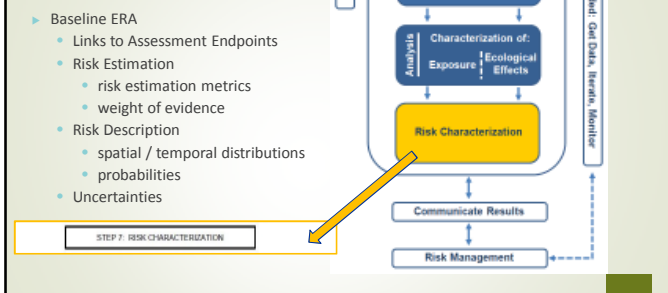 Baseline ERA
Links to Assessment Endpoints
Risk Estimation
risk estimation metrics
weight of evidence
Risk Description
spatial / temporal distributions
probabilities
Uncertainties
STEP 7: RISK CHARACTERIZATION
Analysis
Characterization of:
Exposure
Ecological
Effects
Risk Characterization
Communicate Results
Risk Management
Get Data, Iterate, Monitor